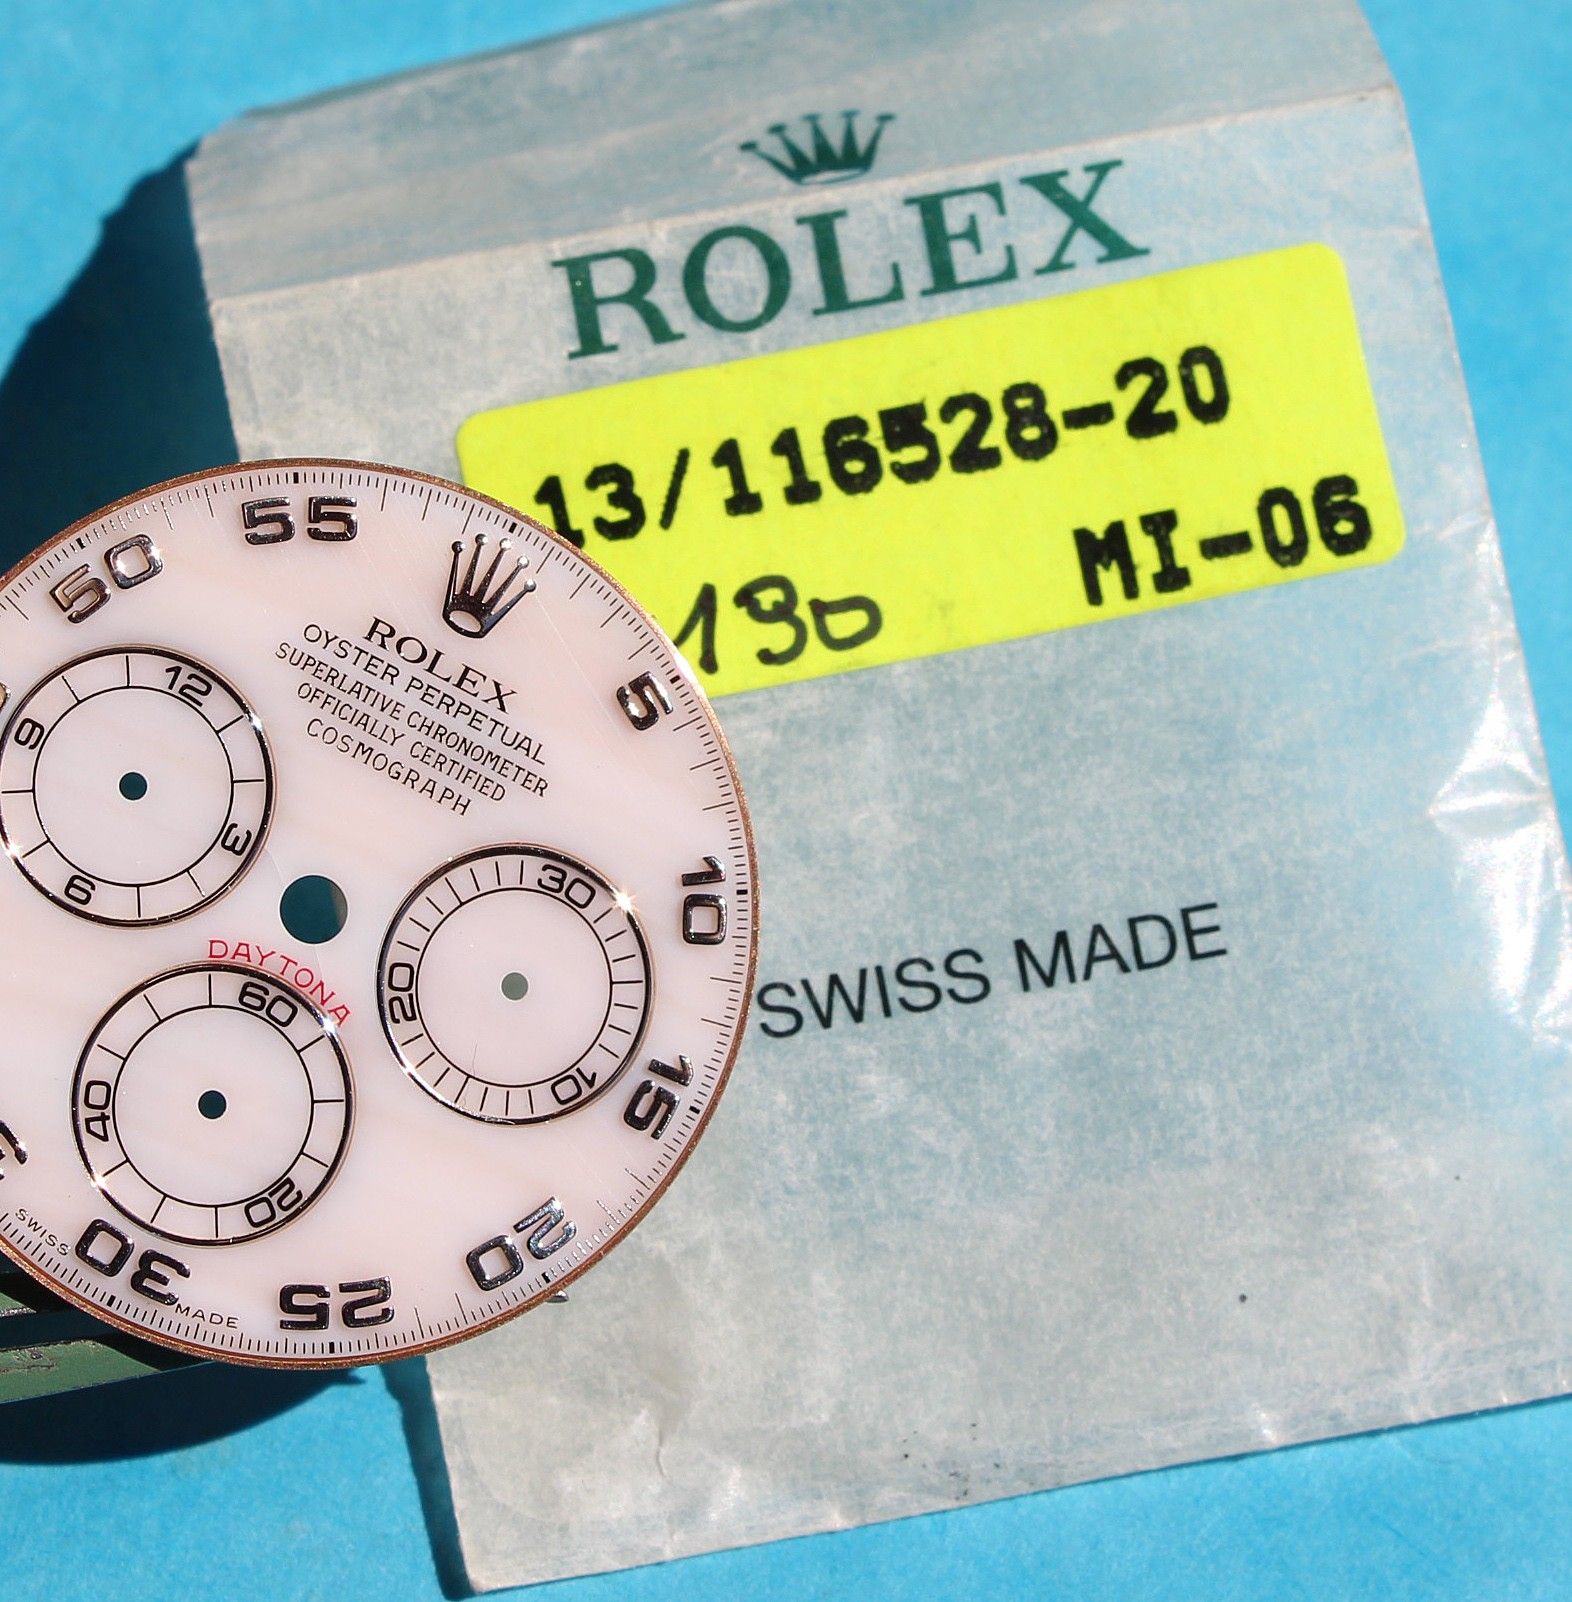 ROLEX
13/116528-20
MI-06
190
SWISS MADE
55
50
5
10
15
20
25
30
ROLEX
OYSTER PERPETUAL
SUPERLATIVE CHRONOMETER
OFFICIALLY CERTIFIED
COSMOGRAPH
12
3
6
9
30
20
10
DAYTONA
60
40
20
SWISS
MADE